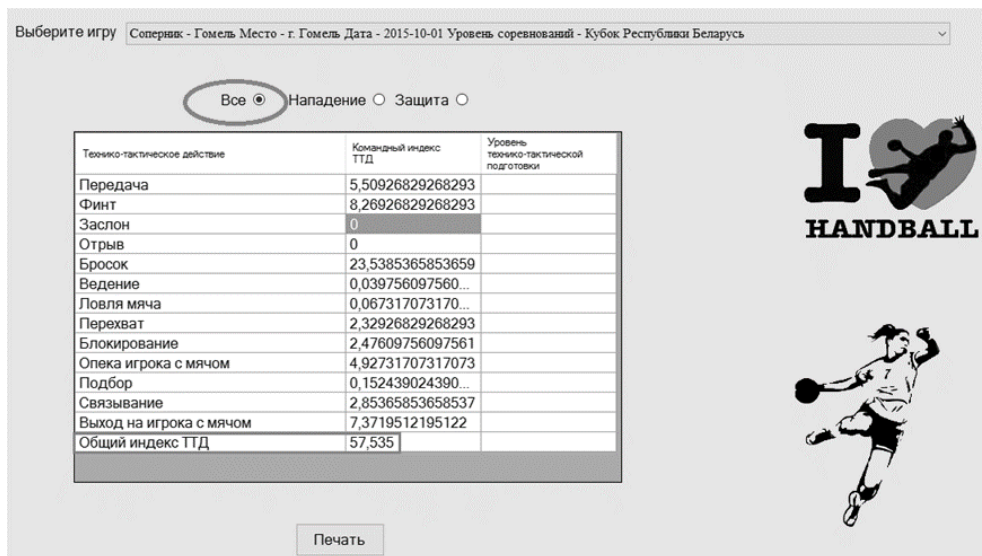 Выберите игру Соперник - Гомель Место - г. Гомель Дата - 2015-10-01 Уровень соревнований - Кубок Республики Беларусь
Все Нападение Защита
Технико-тактическое действие Командный индекс ТТД Уровень технико-тактической подготовки
Передача 5,50926829268293
Финт 8,26926829268293
Заслон 0
Отрыв 0
Бросок 23,5385365853659
Ведение 0,039756097560...
Ловля мяча 0,067317073170...
Перехват 2,32926829268293
Блокирование 2,47609756097561
Опека игрока с мячом 4,92731707317073
Подбор 0,152439024390...
Связывание 2,85365853658537
Выход на игрока с мячом 7,3719512195122
Общий индекс ТТД 57,535
Печать
I
HANDBALL
7